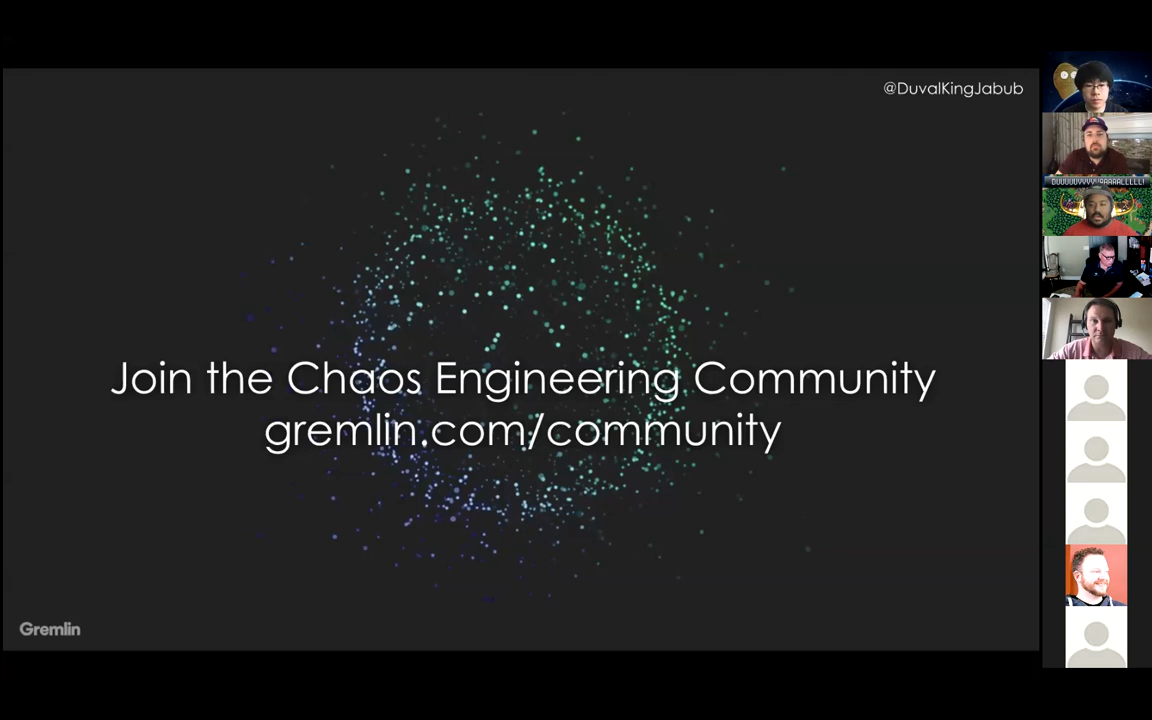 @DuvalKingJabub
Join the Chaos Engineering Community
gremlin.com/community
Gremlin